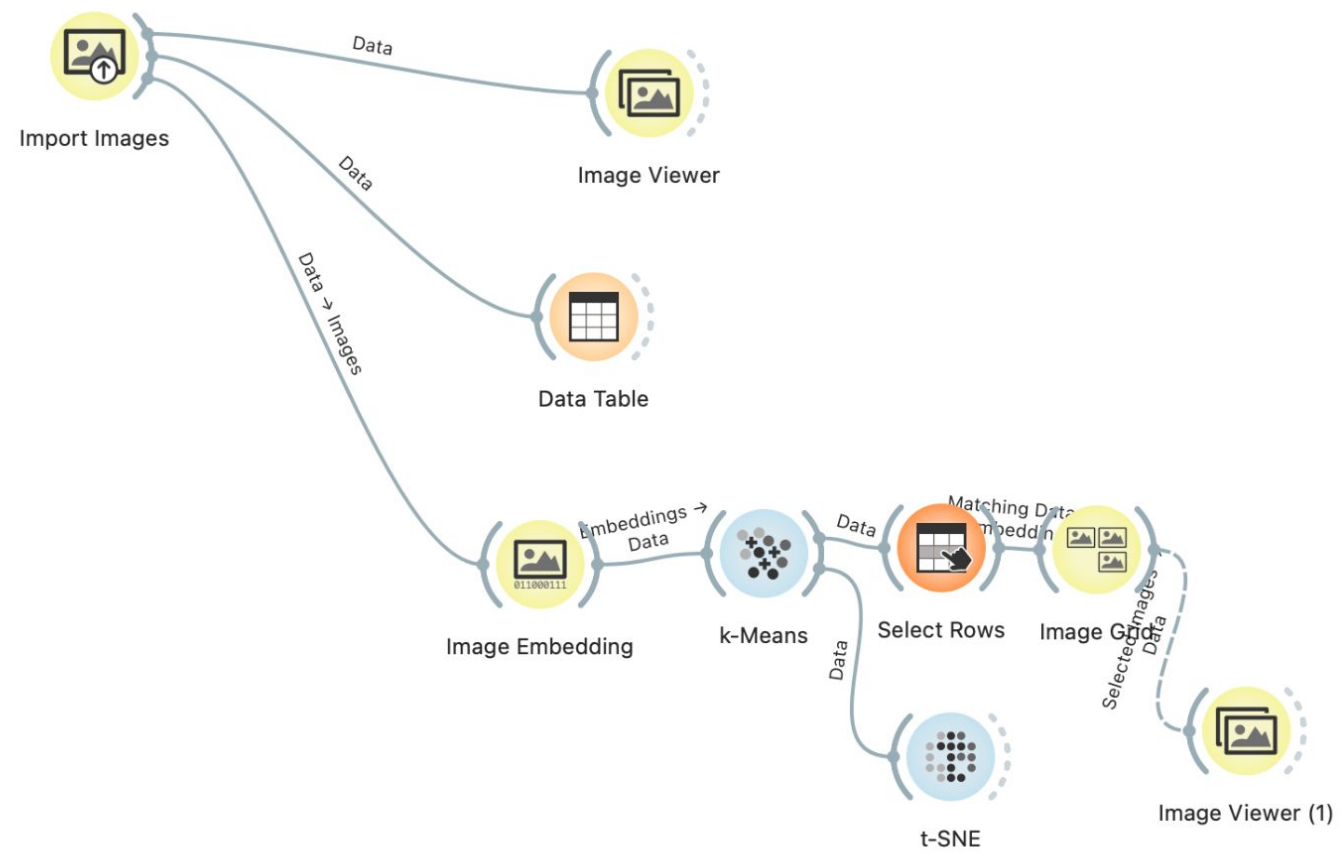 Data
Import Images
Image Viewer
Data
Data → Images
Data Table
Embeddings →
Data
Data
Matching Data
Image Embedding
011000111
k-Means
Select Rows
Image Grid
Selected Images
Data
Data
t-SNE
Image Viewer (1)